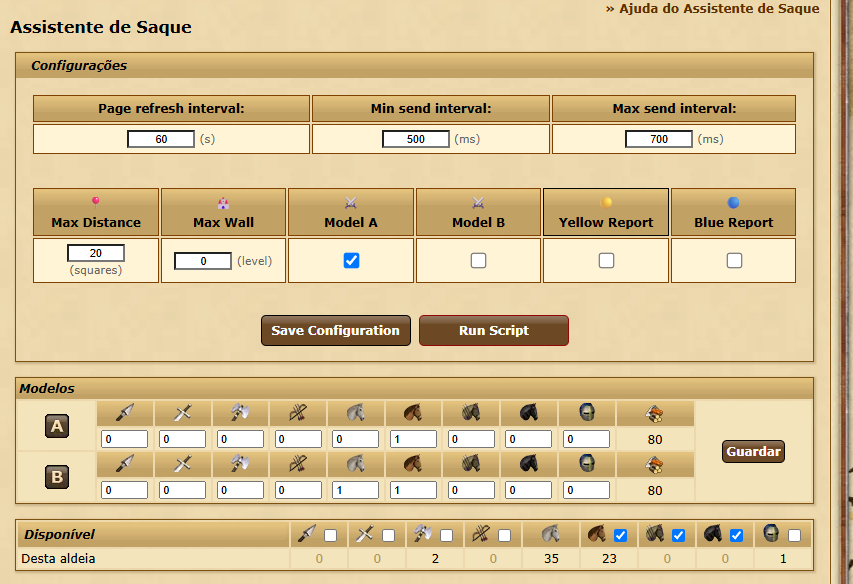 » Ajuda do Assistente de Saque
Assistente de Saque
Configurações
Page refresh interval: Min send interval: Max send interval:
60 (s) 500 (ms) 700 (ms)
Max Distance Max Wall Model A Model B Yellow Report Blue Report
20 (squares) 0 (level)
Save Configuration Run Script
Modelos
A 0 0 0 0 0 1 0 0 0 80
Guardar
B 0 0 0 0 1 1 0 0 0 80
Disponível
Desta aldeia 0 0 2 0 35 23 0 0 1